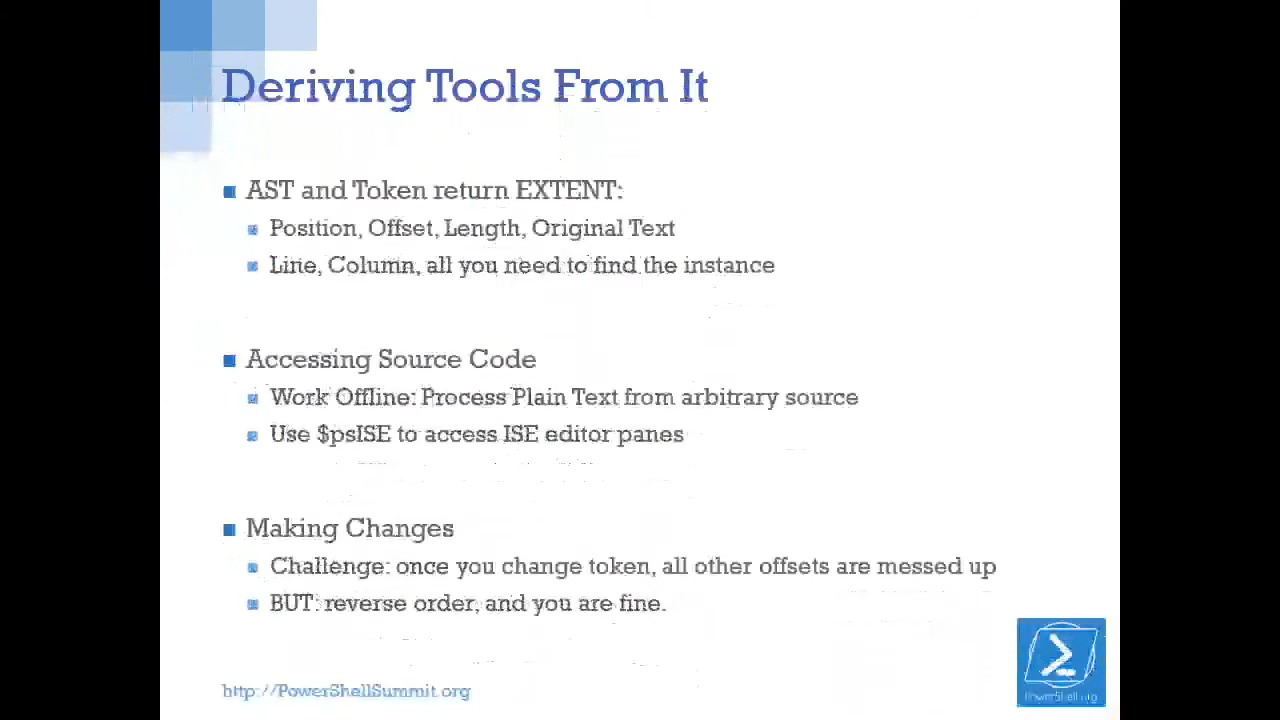 Deriving Tools From It
AST and Token return EXTENT:
Position, Offset, Length, Original Text
Line, Column, all you need to find the instance
Accessing Source Code
Work Offline: Process Plain Text from arbitrary source
Use $psISE to access ISE editor panes
Making Changes
Challenge: once you change token, all other offsets are messed up
BUT: reverse order, and you are fine.
http://PowerShellSummit.org
PowerShell.org